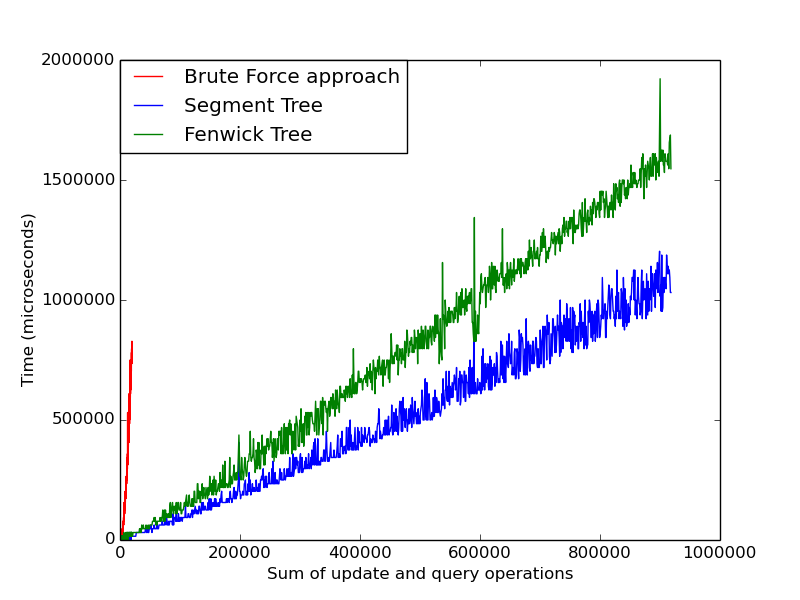 2000000
Brute Force approach
Segment Tree
Fenwick Tree
1500000
1000000
500000
0
Time (microseconds)
0 200000 400000 600000 800000 1000000
Sum of update and query operations